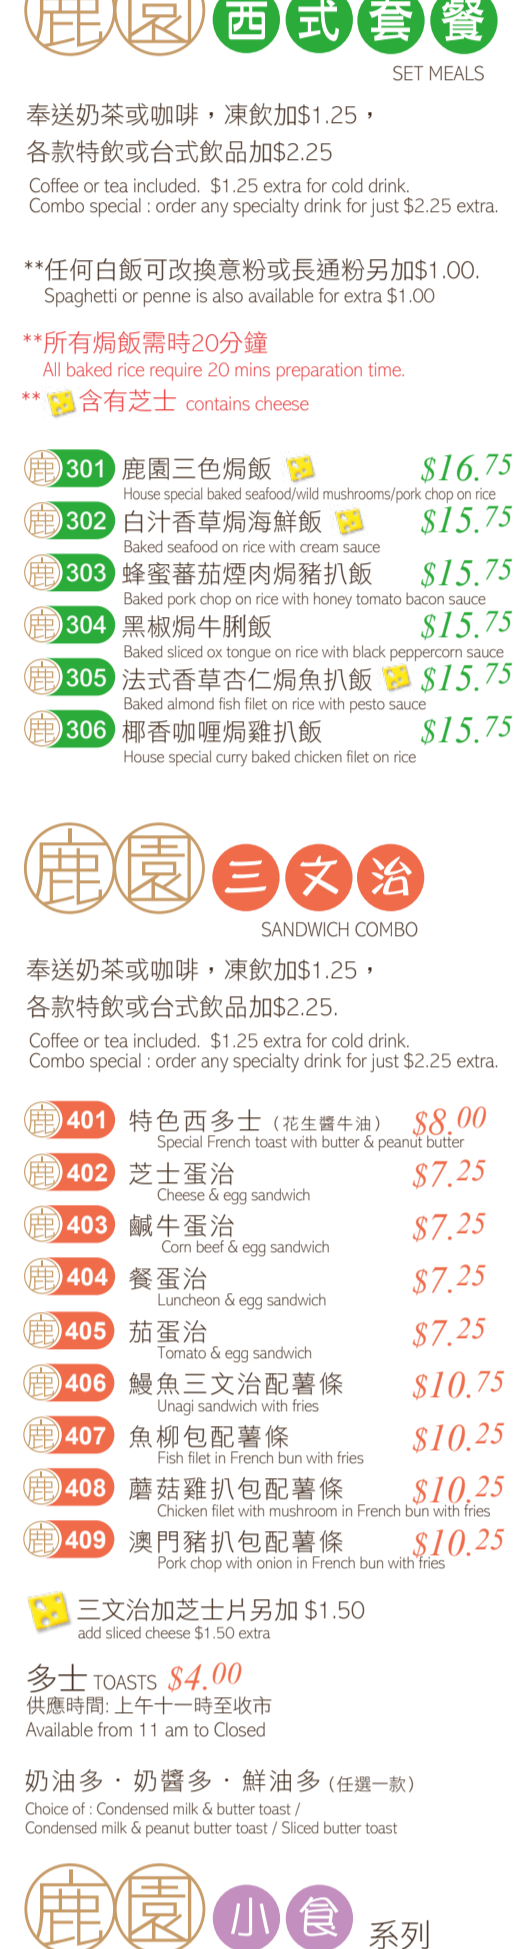 鹿園西式套餐
SET MEALS
奉送奶茶或咖啡，凍飲加$1.25，
各款特飲或台式飲品加$2.25
Coffee or tea included. $1.25 extra for cold drink.
Combo special : order any specialty drink for just $2.25 extra.
**任何白飯可改換意粉或長通粉另加$1.00.
Spaghetti or penne is also available for extra $1.00
**所有焗飯需時20分鐘
All baked rice require 20 mins preparation time.
** 含有芝士 contains cheese
鹿 301 鹿園三色焗飯 $16.75
House special baked seafood/wild mushrooms/pork chop on rice
鹿 302 白汁香草焗海鮮飯 $15.75
Baked seafood on rice with cream sauce
鹿 303 蜂蜜蕃茄煙肉焗豬扒飯 $15.75
Baked pork chop on rice with honey tomato bacon sauce
鹿 304 黑椒焗牛脷飯 $15.75
Baked sliced ox tongue on rice with black peppercorn sauce
鹿 305 法式香草杏仁焗魚扒飯 $15.75
Baked almond fish filet on rice with pesto sauce
鹿 306 椰香咖喱焗雞扒飯 $15.75
House special curry baked chicken filet on rice
鹿園三文治
SANDWICH COMBO
奉送奶茶或咖啡，凍飲加$1.25，
各款特飲或台式飲品加$2.25.
Coffee or tea included. $1.25 extra for cold drink.
Combo special : order any specialty drink for just $2.25 extra.
鹿 401 特色西多士（花生醬牛油） $8.00
Special French toast with butter & peanut butter
鹿 402 芝士蛋治 $7.25
Cheese & egg sandwich
鹿 403 鹹牛蛋治 $7.25
Corn beef & egg sandwich
鹿 404 餐蛋治 $7.25
Luncheon & egg sandwich
鹿 405 茄蛋治 $7.25
Tomato & egg sandwich
鹿 406 鰻魚三文治配薯條 $10.75
Unagi sandwich with fries
鹿 407 魚柳包配薯條 $10.25
Fish filet in French bun with fries
鹿 408 蘑菇雞扒包配薯條 $10.25
Chicken filet with mushroom in French bun with fries
鹿 409 澳門豬扒包配薯條 $10.25
Pork chop with onion in French bun with fries
三文治加芝士片另加 $1.50
add sliced cheese $1.50 extra
多士 TOASTS $4.00
供應時間: 上午十一時至收市
Available from 11 am to Closed
奶油多 · 奶醬多 · 鮮油多（任選一款）
Choice of : Condensed milk & butter toast /
Condensed milk & peanut butter toast / Sliced butter toast
鹿園小食 系列